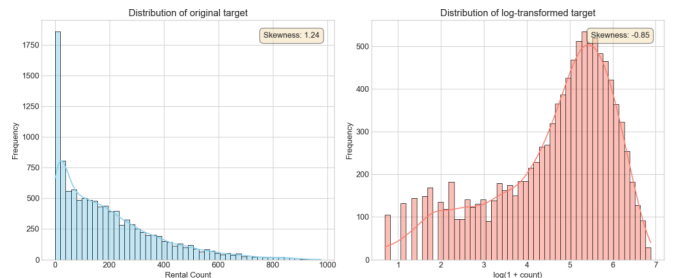 Distribution of original target
Skewness: 1.24
1750
1500
1250
1000
750
500
250
0
Frequency
0 200 400 600 800 1000
Rental Count
Distribution of log-transformed target
Skewness: -0.85
500
400
300
200
100
0
Frequency
1 2 3 4 5 6 7
log(1 + count)